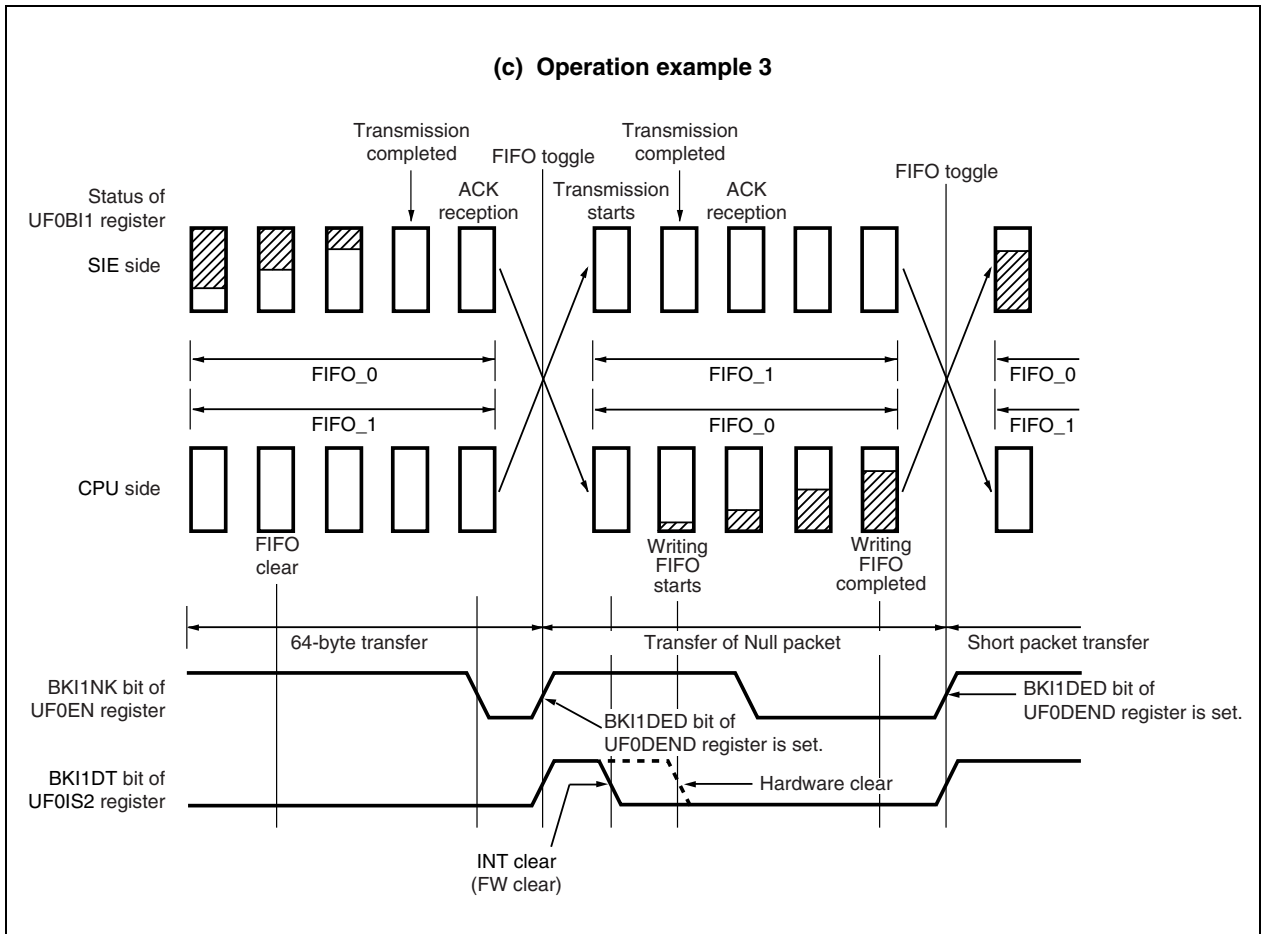 (c) Operation example 3
Transmission
completed
FIFO toggle
Transmission
completed
FIFO toggle
Status of
UF0BI1 register
ACK
reception
Transmission
starts
ACK
reception
SIE side
FIFO_0
FIFO_1
FIFO_0
FIFO_1
FIFO_0
FIFO_1
CPU side
FIFO
clear
Writing
FIFO
starts
Writing
FIFO
completed
64-byte transfer
Transfer of Null packet
Short packet transfer
BKI1NK bit of
UF0EN register
BKI1DED bit of
UF0DEND register is set.
BKI1DED bit of
UF0DEND register is set.
BKI1DT bit of
UF0IS2 register
Hardware clear
INT clear
(FW clear)